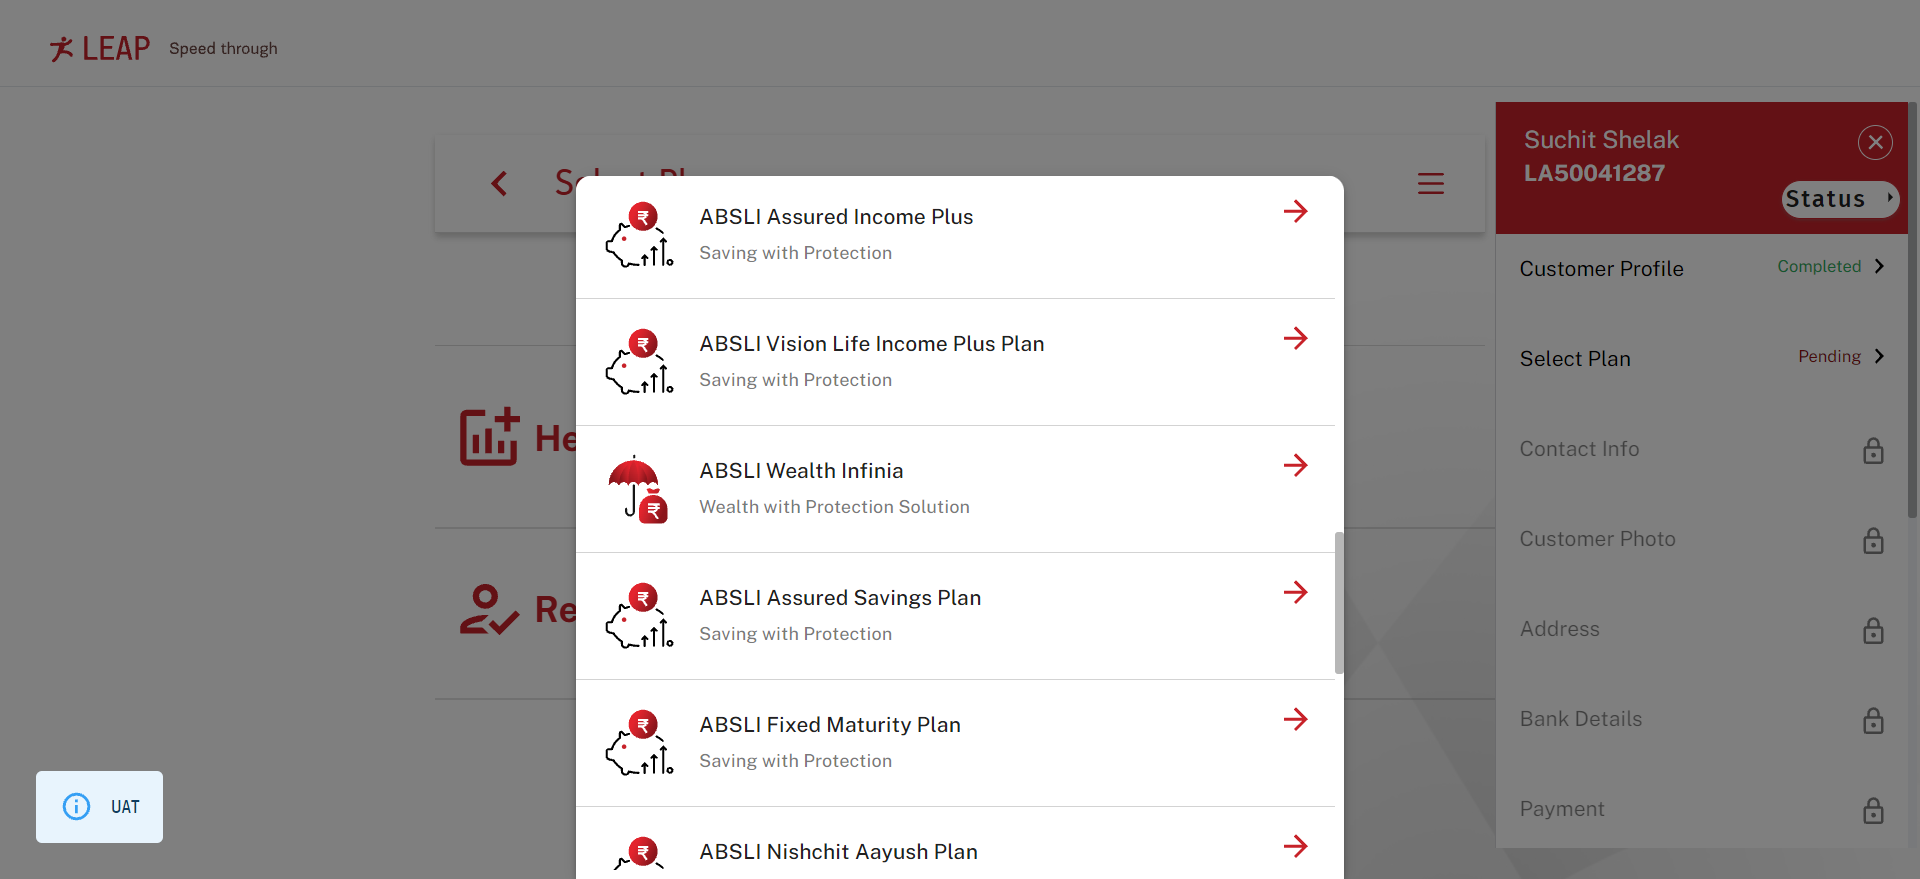 LEAP Speed through
Select Pl
He
Re
UAT
ABSLI Assured Income Plus
Saving with Protection
ABSLI Vision Life Income Plus Plan
Saving with Protection
ABSLI Wealth Infinia
Wealth with Protection Solution
ABSLI Assured Savings Plan
Saving with Protection
ABSLI Fixed Maturity Plan
Saving with Protection
ABSLI Nishchit Aayush Plan
Suchit Shelak
LA50041287
Status
Customer Profile Completed
Select Plan Pending
Contact Info
Customer Photo
Address
Bank Details
Payment